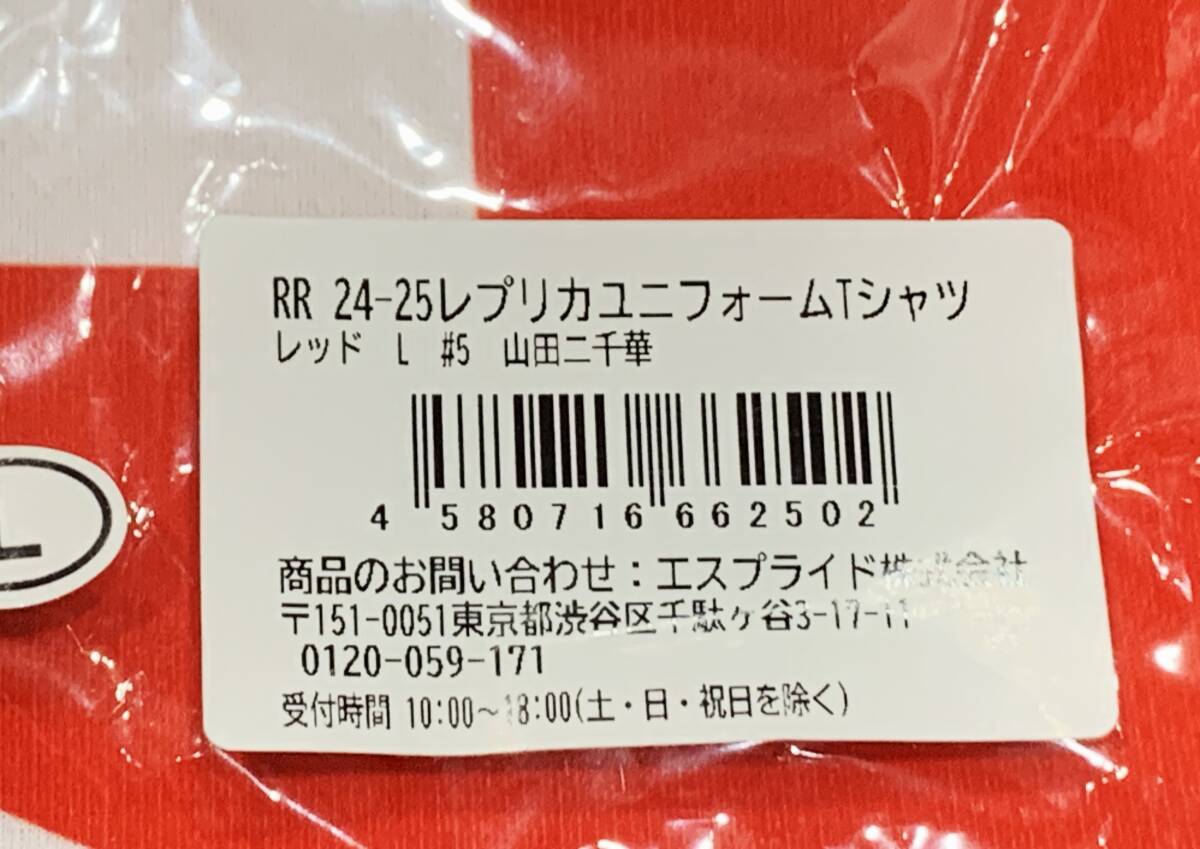 RR 24-25レプリカユニフォームTシャツ
レッド L #5 山田二千華
4 580716 662502
商品のお問い合わせ：エスプライド株式会社
〒151-0051東京都渋谷区千駄ヶ谷3-17-11
0120-059-171
受付時間 10:00～18:00(土・日・祝日を除く)
L